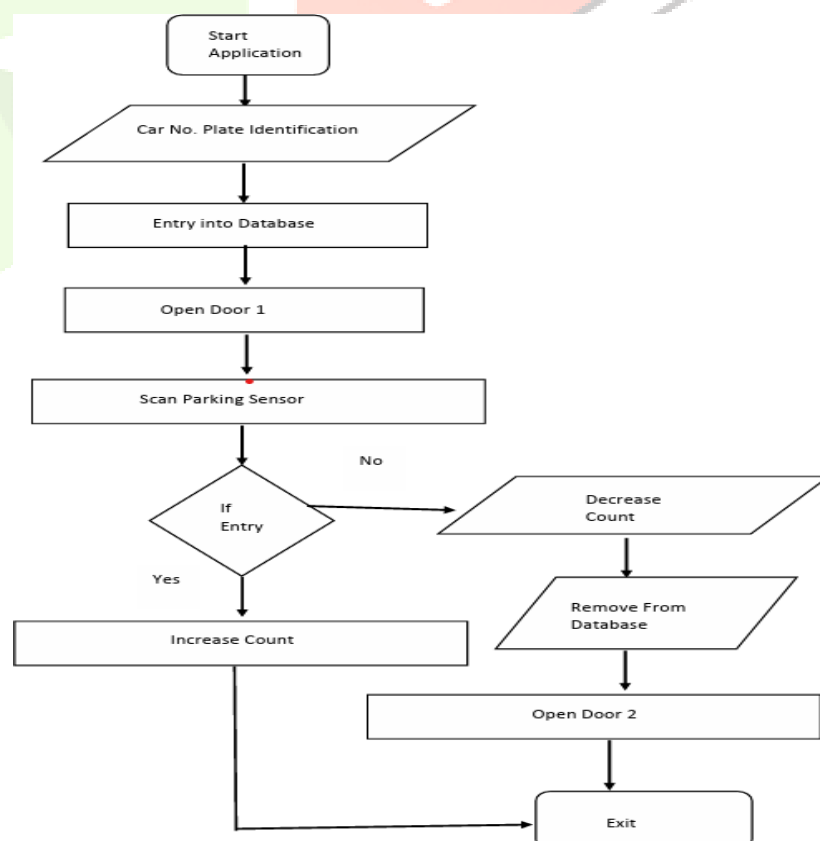 Start
Application
Car No. Plate Identification
Entry into Database
Open Door 1
Scan Parking Sensor
No
If
Entry
Decrease
Count
Yes
Remove From
Database
Increase Count
Open Door 2
Exit